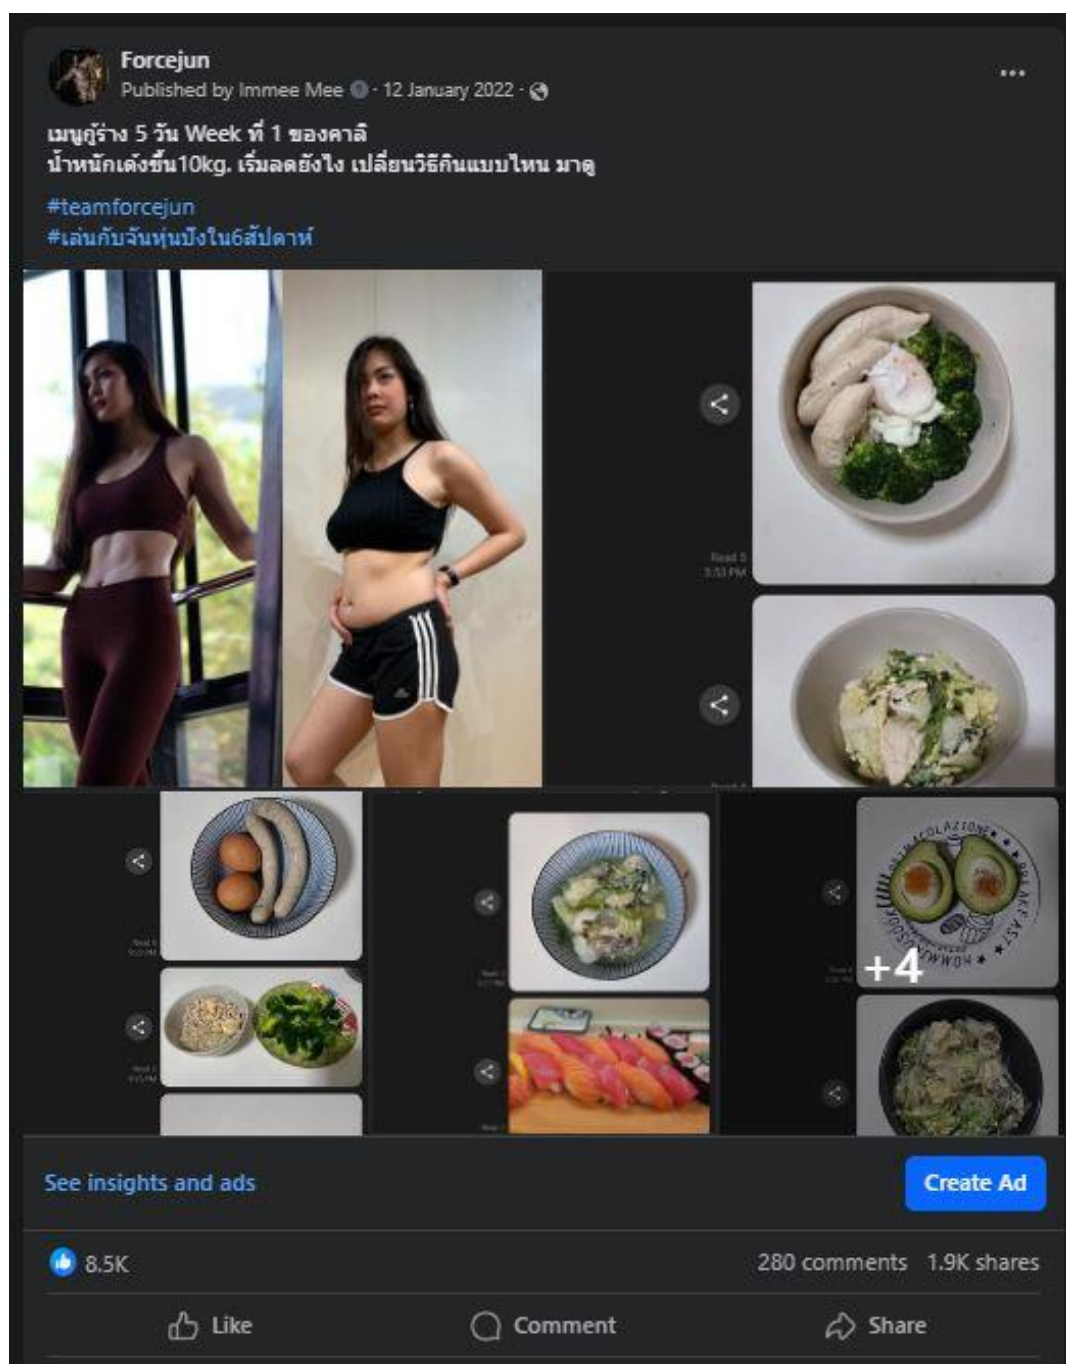 Forcejun
Published by Immee Mee · 12 January 2022 ·
เมนูกู้ร่าง 5 วัน Week ที่ 1 ของคาลิ
น้ำหนักเด้งขึ้น10kg. เริ่มลดยังไง เปลี่ยนวิธีกินแบบไหน มาดู
#teamforcejun
#เล่นกับจันหุ่นปังใน6สัปดาห์
3:53 PM
+4
See insights and ads
Create Ad
8.5K
280 comments 1.9K shares
Like
Comment
Share